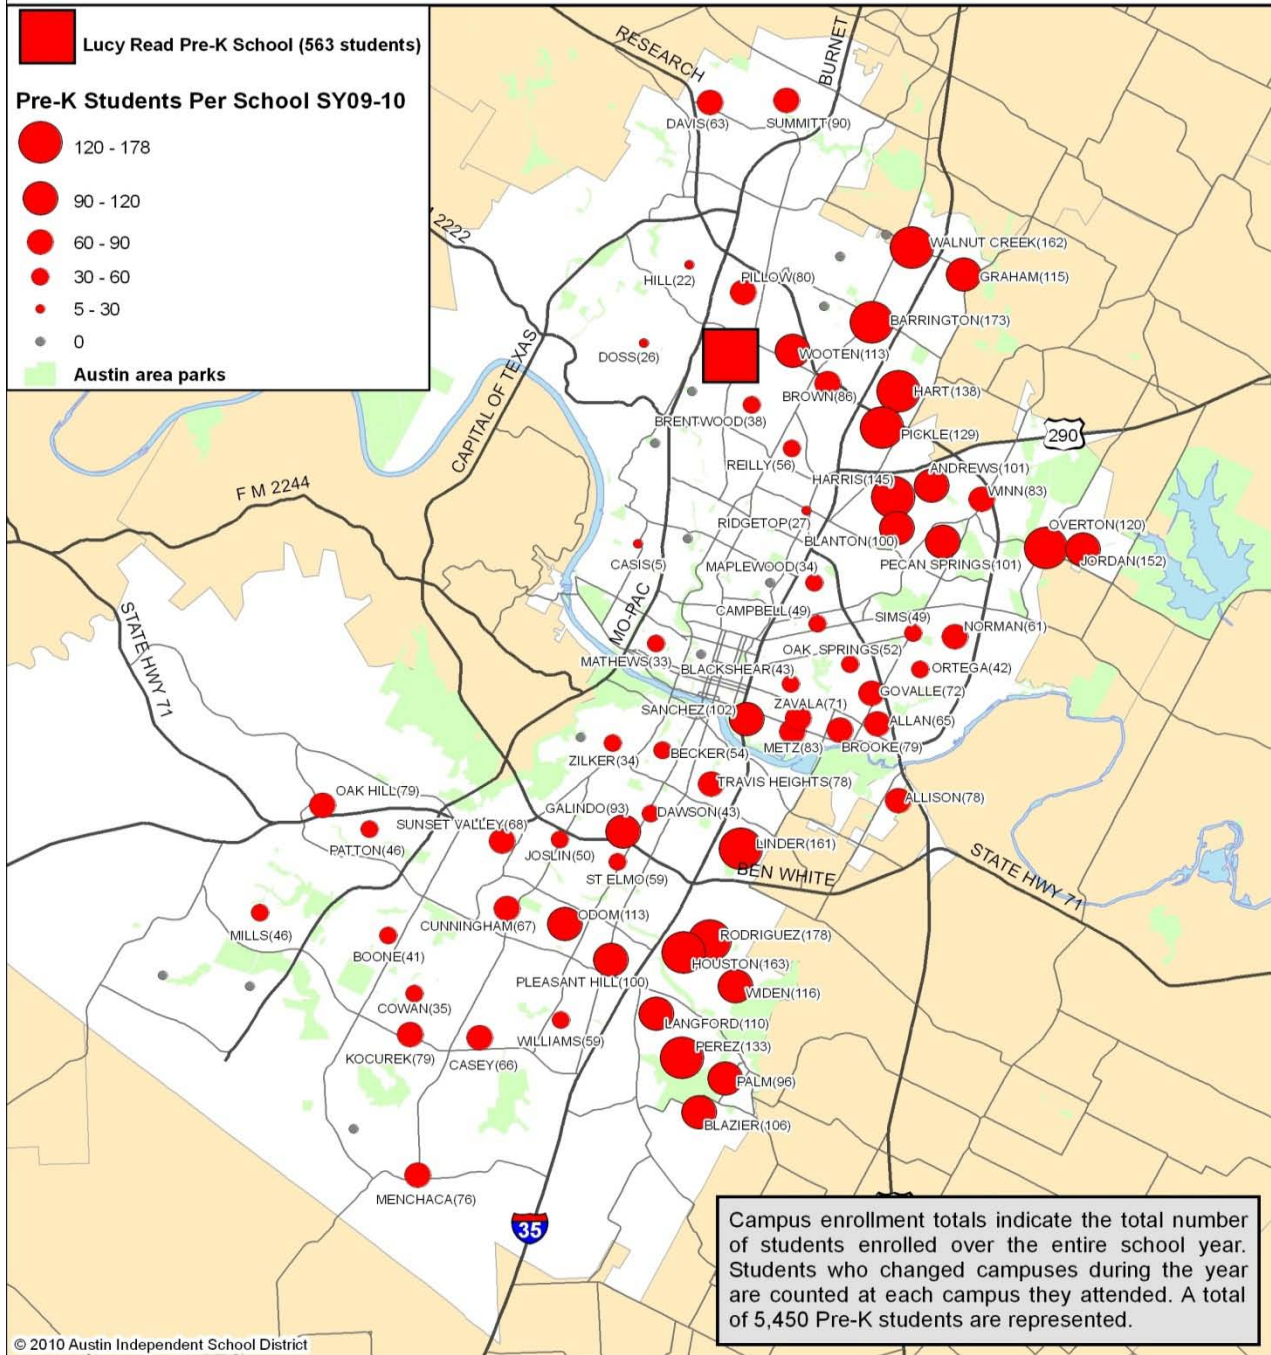 Lucy Read Pre-K School (563 students)
Pre-K Students Per School SY09-10
120 - 178
90 - 120
60 - 90
30 - 60
5 - 30
0
Austin area parks
RESEARCH
BURNET
DAVIS(63)
SUMMITT(90)
2222
WALNUT CREEK(162)
GRAHAM(115)
HILL(22)
PILLOW(80)
BARRINGTON(173)
DOSS(26)
WOOTEN(113)
CAPITAL OF TEXAS
BROWN(86)
HART(138)
BRENTWOOD(38)
PICKLE(129)
290
REILLY(56)
ANDREWS(101)
HARRIS(145)
WINN(83)
F M 2244
RIDGETOP(27)
OVERTON(120)
BLANTON(100)
CASIS(5)
MAPLEWOOD(34)
PECAN SPRINGS(101)
JORDAN(152)
MO-PAC
CAMPBELL(49)
SIMS(49)
NORMAN(61)
STATE HWY 71
OAK SPRINGS(52)
MATHEWS(33)
BLACKSHEAR(43)
ORTEGA(42)
GOVALLE(72)
SANCHEZ(102)
ZAVALA(71)
ALLAN(65)
METZ(83)
BROOKE(79)
ZILKER(34)
BECKER(54)
TRAVIS HEIGHTS(78)
OAK HILL(79)
ALLISON(78)
GALINDO(93)
DAWSON(43)
SUNSET VALLEY(68)
PATTON(46)
JOSLIN(50)
LINDER(161)
ST ELMO(59)
BEN WHITE
STATE HWY 71
ODOM(113)
CUNNINGHAM(67)
MILLS(46)
RODRIGUEZ(178)
BOONE(41)
HOUSTON(163)
PLEASANT HILL(100)
WIDEN(116)
COWAN(35)
LANGFORD(110)
WILLIAMS(59)
PEREZ(133)
KOCUREK(79)
CASEY(66)
PALM(96)
BLAZIER(106)
MENCHACA(76)
35
Campus enrollment totals indicate the total number
of students enrolled over the entire school year.
Students who changed campuses during the year
are counted at each campus they attended. A total
of 5,450 Pre-K students are represented.
© 2010 Austin Independent School District